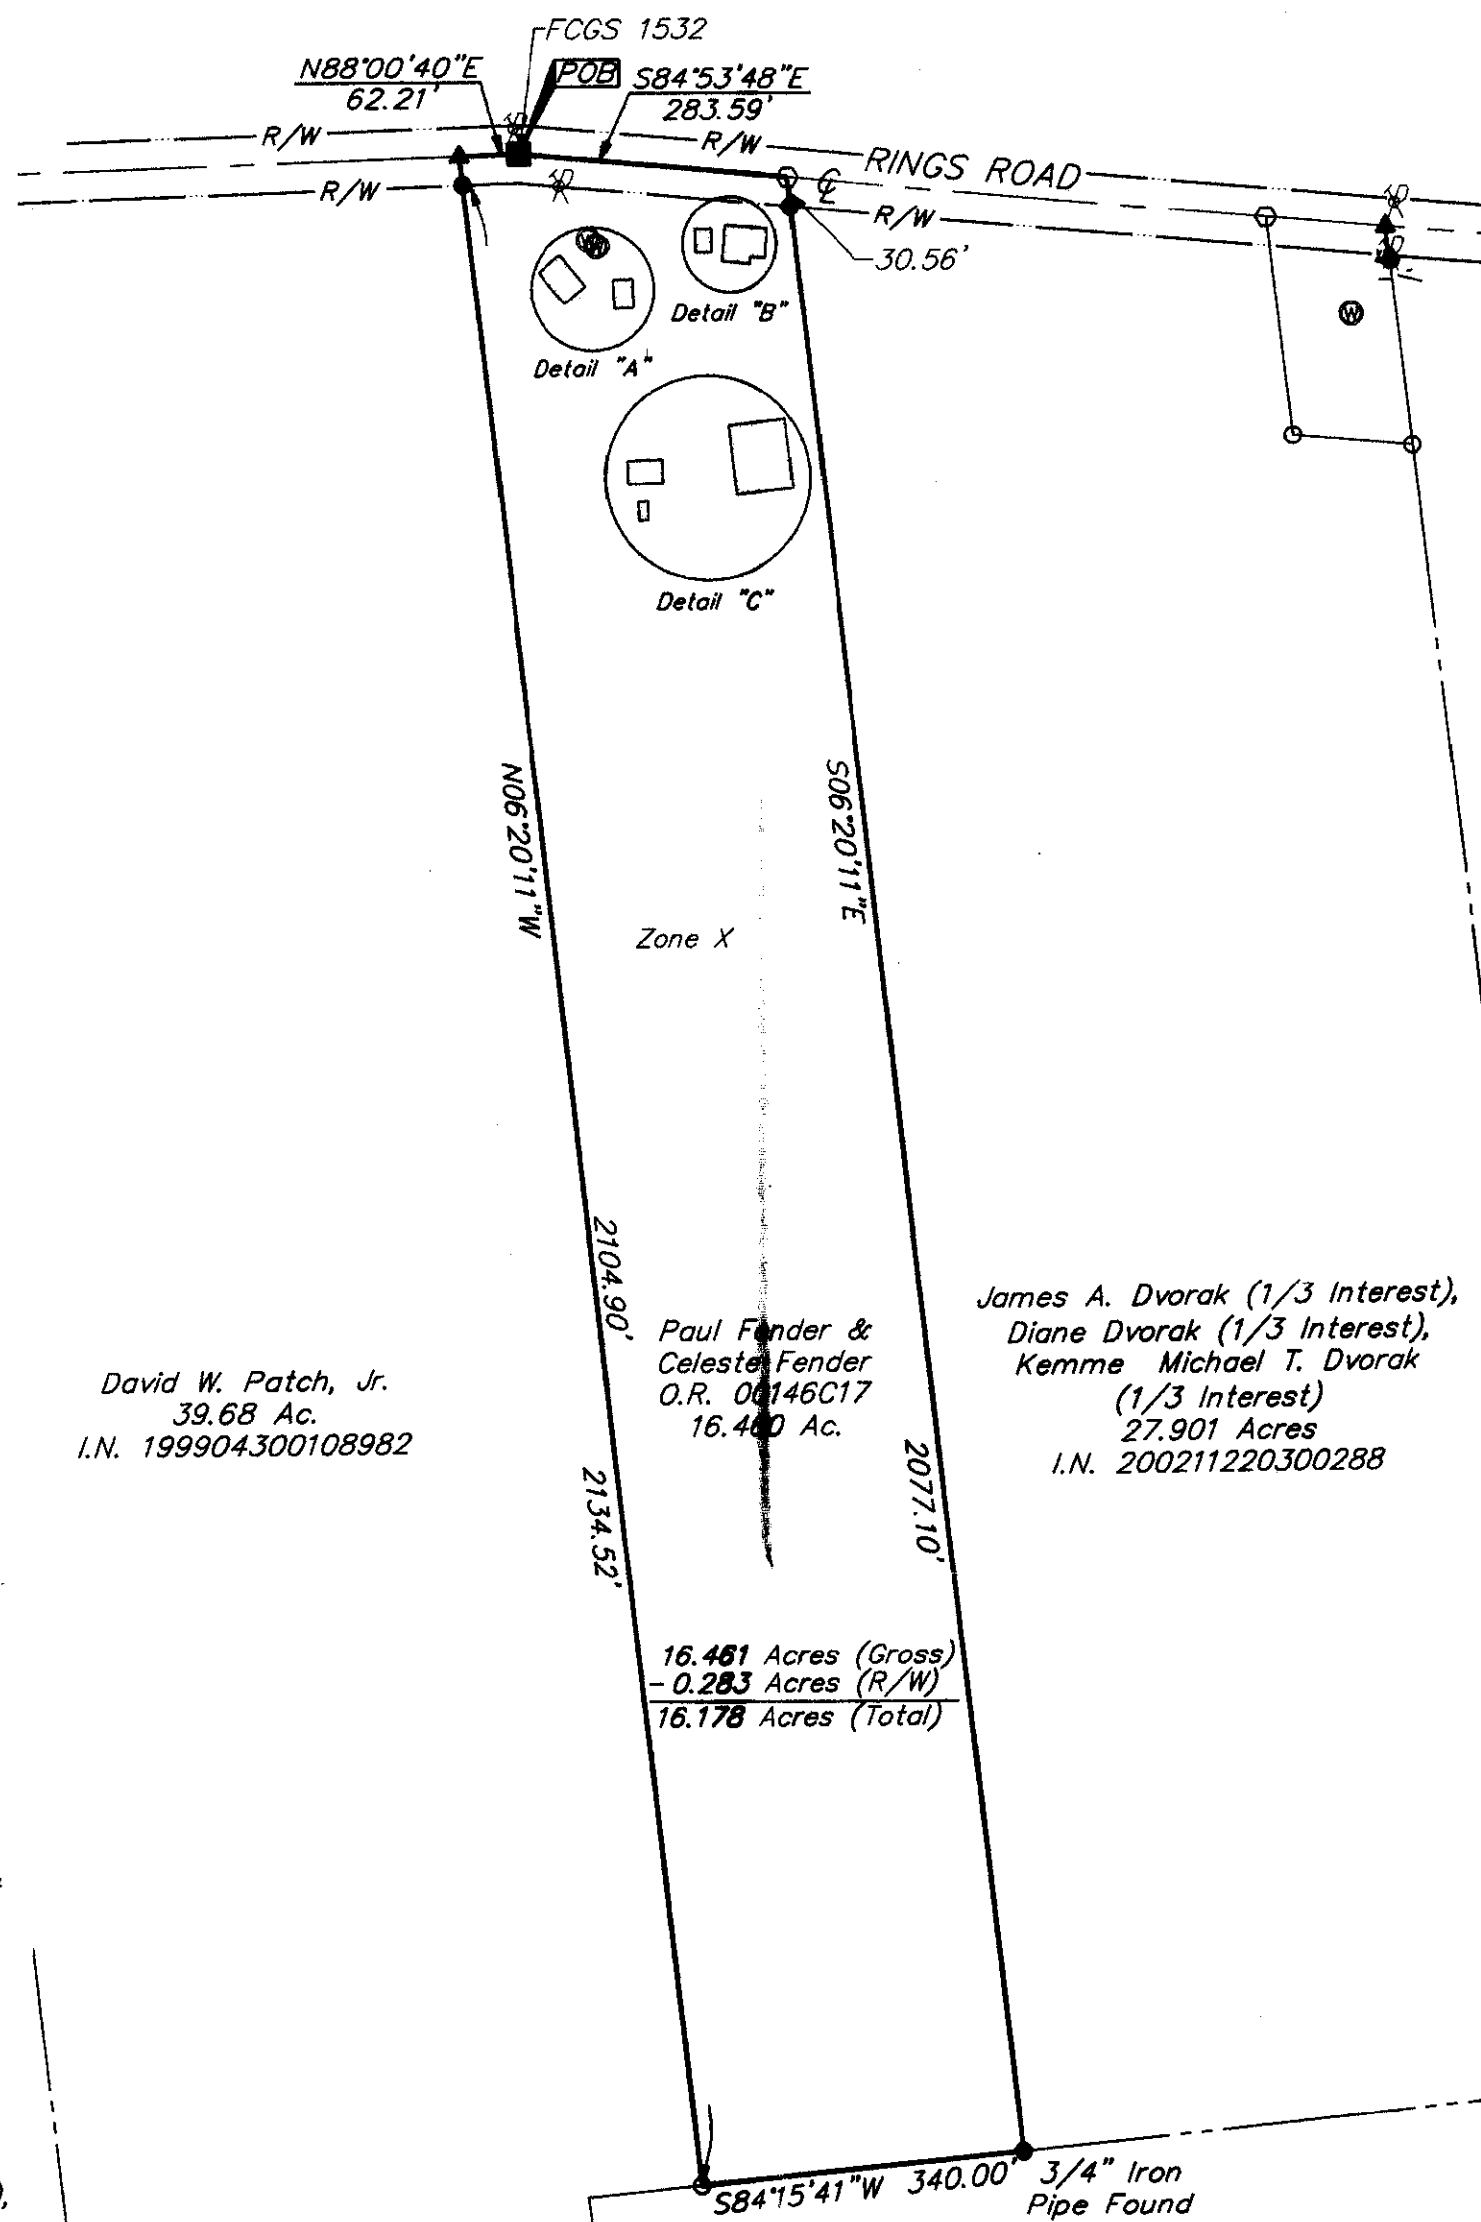 FCGS 1532
N88°00'40"E
62.21'
POB
S84°53'48"E
283.59'
R/W
R/W
RINGS ROAD
R/W
R/W
℄
30.56'
Detail "A"
Detail "B"
Detail "C"
W
N06°20'11"W
S06°20'11"E
Zone X
2104.90'
2134.52'
2077.10'
David W. Patch, Jr.
39.68 Ac.
I.N. 199904300108982
Paul Fender &
Celeste Fender
O.R. 00146C17
16.460 Ac.
James A. Dvorak (1/3 Interest),
Diane Dvorak (1/3 Interest),
Kemme Michael T. Dvorak
(1/3 Interest)
27.901 Acres
I.N. 200211220300288
16.461 Acres (Gross)
- 0.283 Acres (R/W)
16.178 Acres (Total)
S84°15'41"W 340.00'
3/4" Iron
Pipe Found